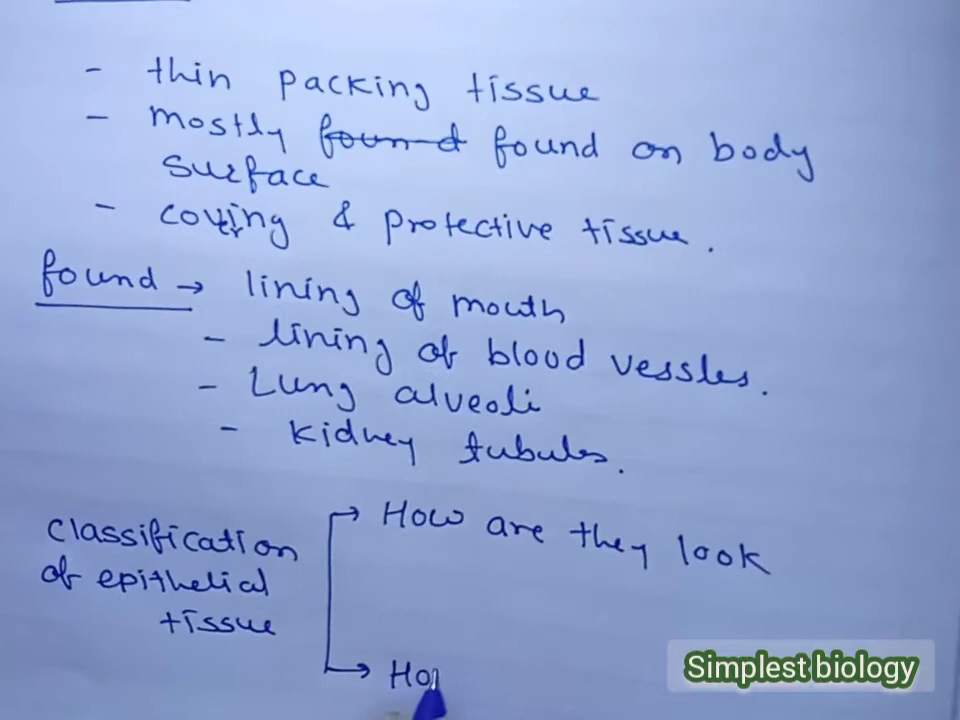 - thin packing tissue
- mostly found found on body
surface
- coving & protective tissue.
found → lining of mouth
- lining of blood vessles.
- Lung alveoli
- kidney tubules.
Classification
of epithelial
tissue
→ How are they look
→ Ho
Simplest biology